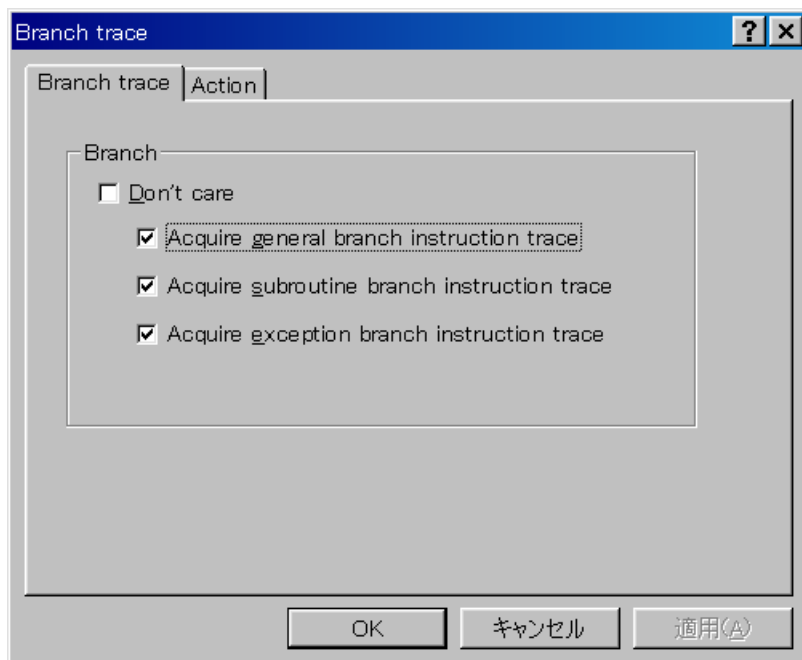 Branch trace
Branch trace Action
Branch
Don't care
Acquire general branch instruction trace
Acquire subroutine branch instruction trace
Acquire exception branch instruction trace
OK キャンセル 適用(A)